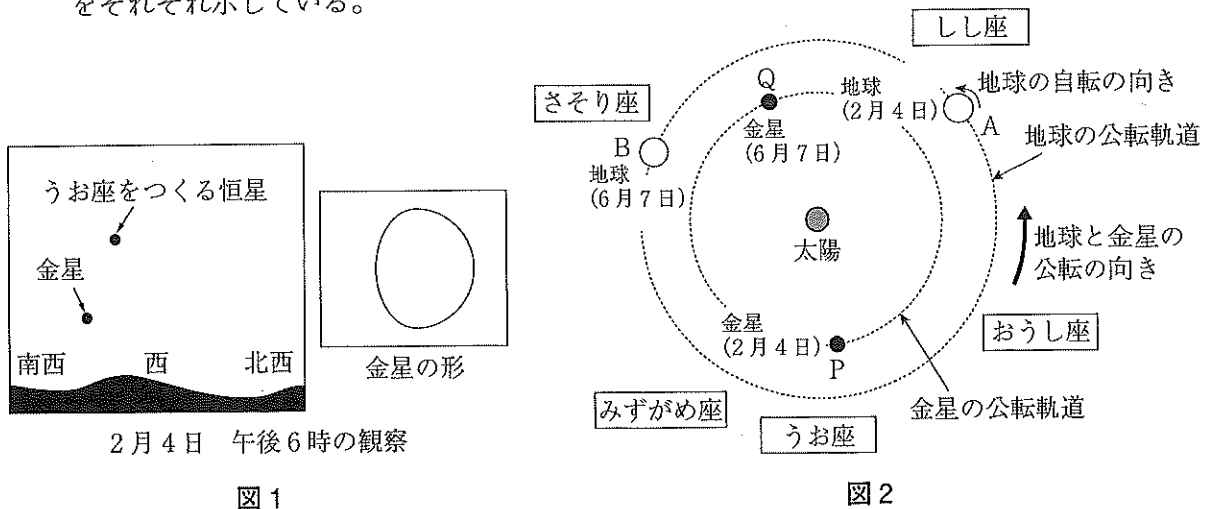 をそれぞれ示している。
うお座をつくる恒星
金星
南西 西 北西
2月4日 午後6時の観察
図1
金星の形
しし座
Q
地球
(2月4日)
地球の自転の向き
さそり座
金星
(6月7日)
A
地球の公転軌道
B
地球
(6月7日)
太陽
地球と金星の
公転の向き
金星
(2月4日)
P
おうし座
みずがめ座
金星の公転軌道
うお座
図2